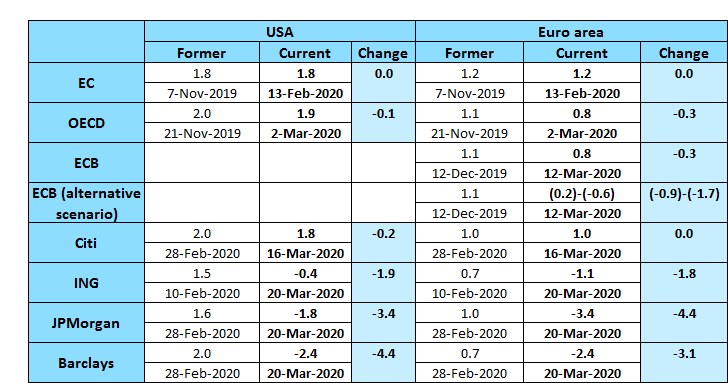 USA Euro area
Former Current Change Former Current Change
EC 1.8 1.8 0.0 1.2 1.2 0.0
7-Nov-2019 13-Feb-2020 7-Nov-2019 13-Feb-2020
OECD 2.0 1.9 -0.1 1.1 0.8 -0.3
21-Nov-2019 2-Mar-2020 21-Nov-2019 2-Mar-2020
ECB 1.1 0.8 -0.3
12-Dec-2019 12-Mar-2020
ECB (alternative 1.1 (0.2)-(-0.6) (-0.9)-(-1.7)
scenario) 12-Dec-2019 12-Mar-2020
Citi 2.0 1.8 -0.2 1.0 1.0 0.0
28-Feb-2020 16-Mar-2020 28-Feb-2020 16-Mar-2020
ING 1.5 -0.4 -1.9 0.7 -1.1 -1.8
10-Feb-2020 20-Mar-2020 10-Feb-2020 20-Mar-2020
JPMorgan 1.6 -1.8 -3.4 1.0 -3.4 -4.4
28-Feb-2020 20-Mar-2020 28-Feb-2020 20-Mar-2020
Barclays 2.0 -2.4 -4.4 0.7 -2.4 -3.1
28-Feb-2020 20-Mar-2020 28-Feb-2020 20-Mar-2020